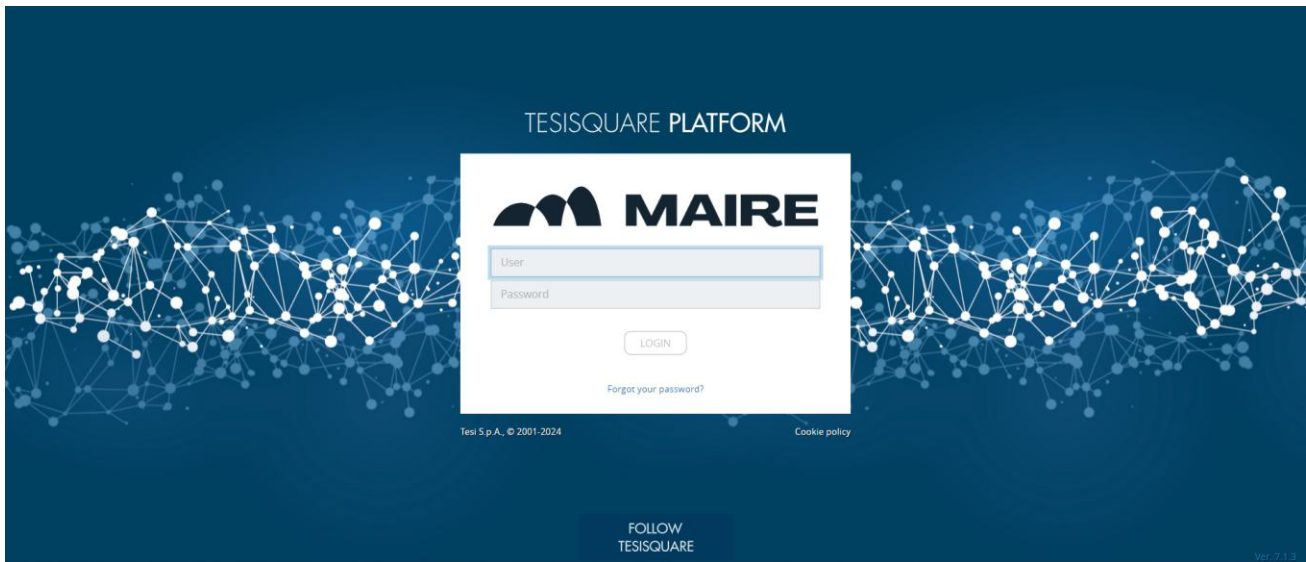 TESISQUARE PLATFORM
MAIRE
User
Password
LOGIN
Forgot your password?
Tesi S.p.A., © 2001-2024 Cookie policy
FOLLOW
TESISQUARE
Ver. 7.1.3